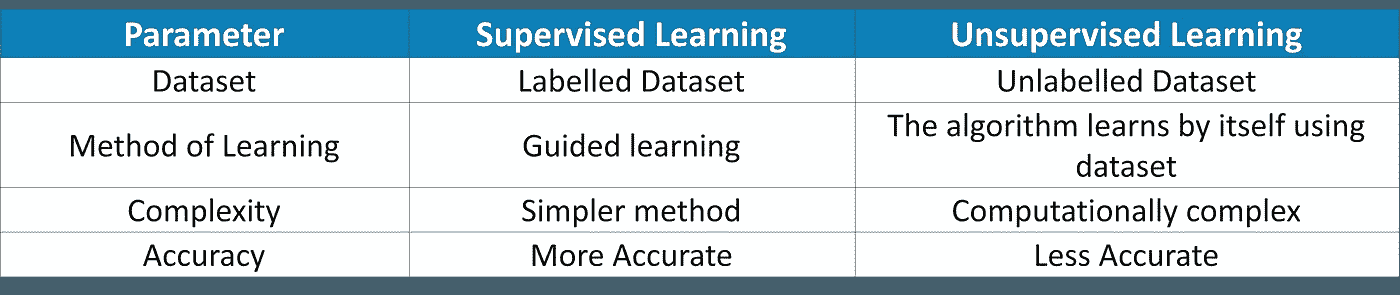 Parameter Supervised Learning Unsupervised Learning
Dataset Labelled Dataset Unlabelled Dataset
Method of Learning Guided learning The algorithm learns by itself using
dataset
Complexity Simpler method Computationally complex
Accuracy More Accurate Less Accurate